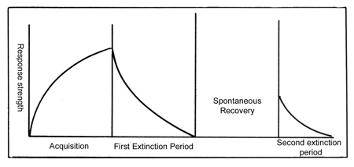 Response strength
Acquisition
First Extinction Period
Spontaneous
Recovery
Second extinction
period